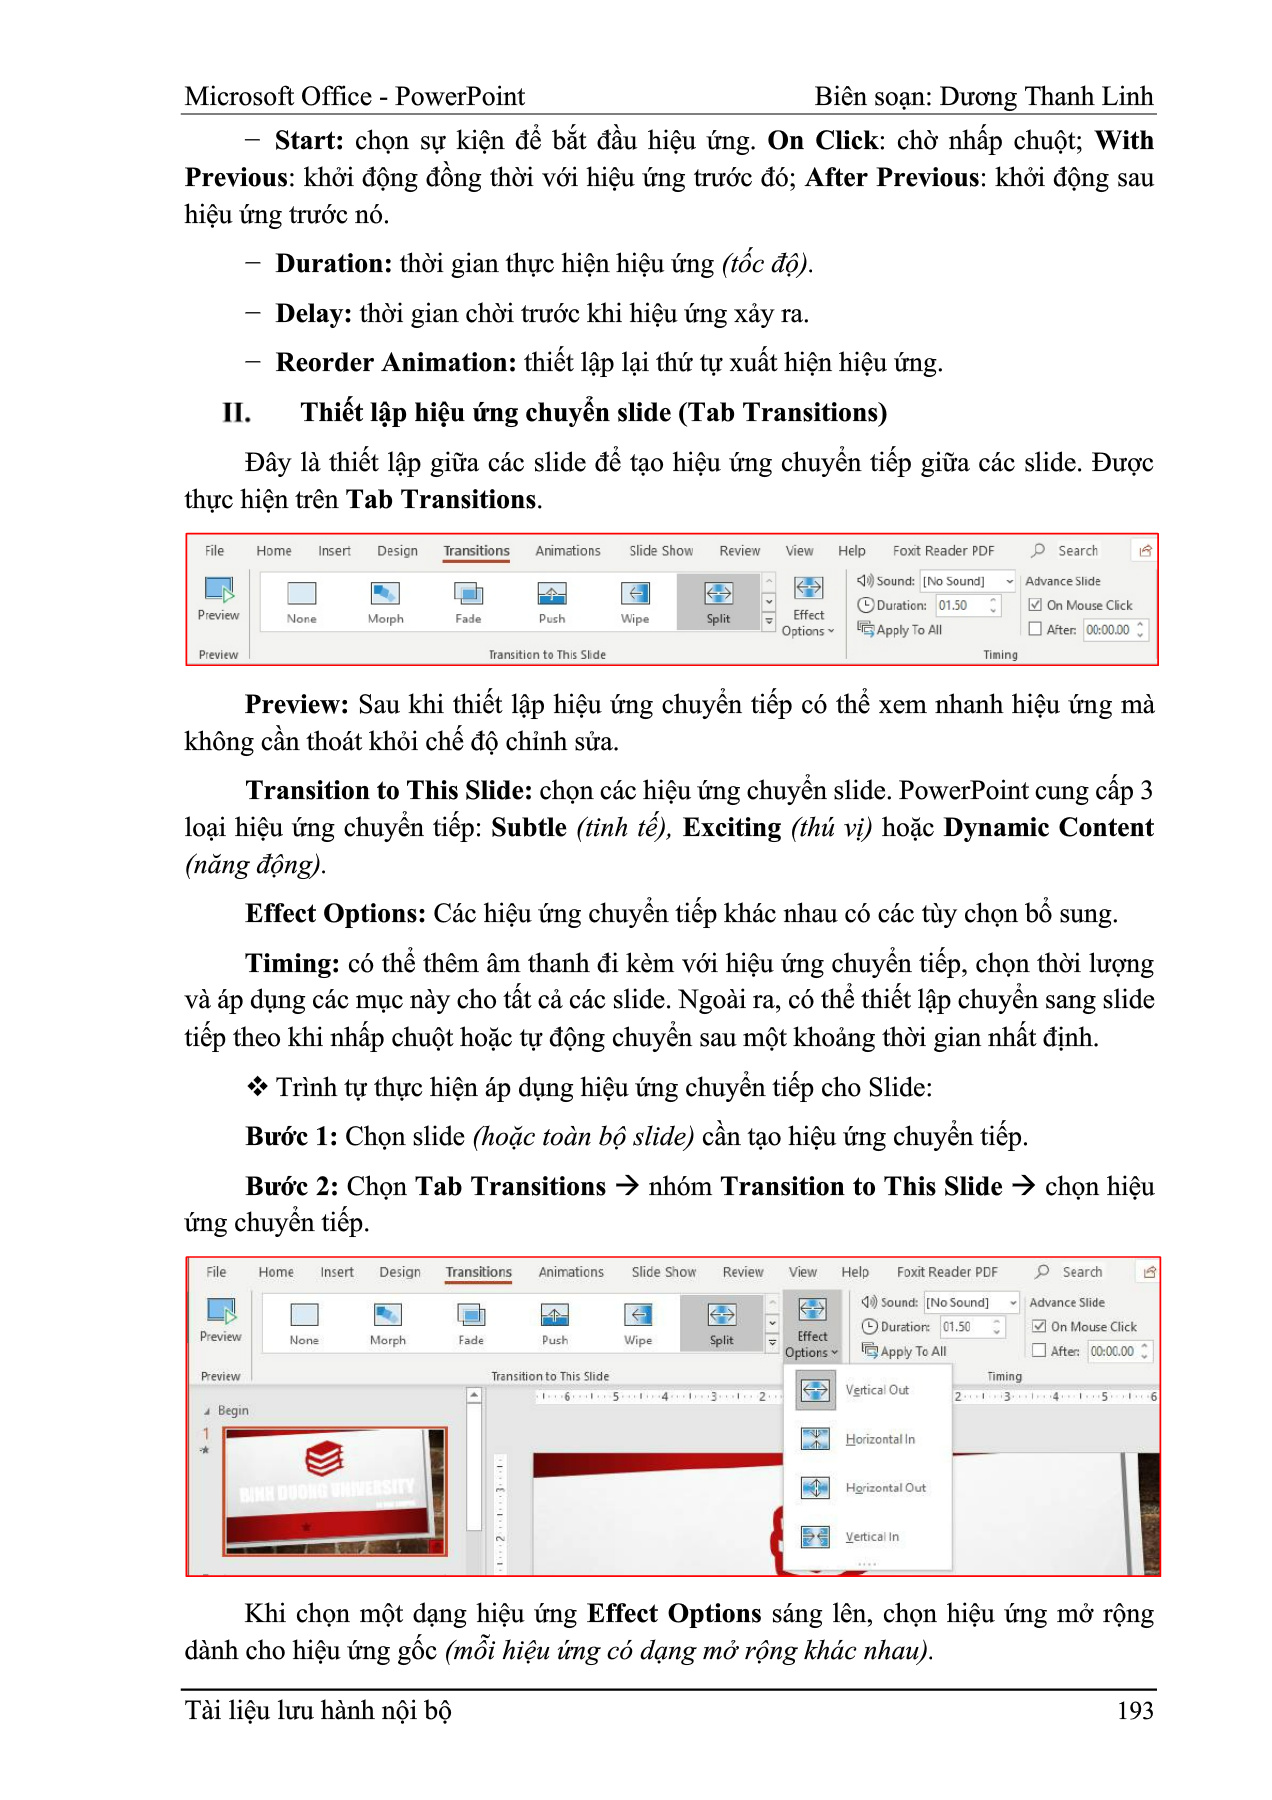 Microsoft Office - PowerPoint Biên soạn: Dương Thanh Linh
− Start: chọn sự kiện để bắt đầu hiệu ứng. On Click: chờ nhấp chuột; With
Previous: khởi động đồng thời với hiệu ứng trước đó; After Previous: khởi động sau
hiệu ứng trước nó.
− Duration: thời gian thực hiện hiệu ứng (tốc độ).
− Delay: thời gian chời trước khi hiệu ứng xảy ra.
− Reorder Animation: thiết lập lại thứ tự xuất hiện hiệu ứng.
II. Thiết lập hiệu ứng chuyển slide (Tab Transitions)
Đây là thiết lập giữa các slide để tạo hiệu ứng chuyển tiếp giữa các slide. Được
thực hiện trên Tab Transitions.
File Home Insert Design Transitions Animations Slide Show Review View Help Foxit Reader PDF Search
Preview None Morph Fade Push Wipe Split Effect Options
Sound: [No Sound] Advance Slide
Duration: 01.50 On Mouse Click
Apply To All After: 00:00.00
Preview Transition to This Slide Timing
Preview: Sau khi thiết lập hiệu ứng chuyển tiếp có thể xem nhanh hiệu ứng mà
không cần thoát khỏi chế độ chỉnh sửa.
Transition to This Slide: chọn các hiệu ứng chuyển slide. PowerPoint cung cấp 3
loại hiệu ứng chuyển tiếp: Subtle (tinh tế), Exciting (thú vị) hoặc Dynamic Content
(năng động).
Effect Options: Các hiệu ứng chuyển tiếp khác nhau có các tùy chọn bổ sung.
Timing: có thể thêm âm thanh đi kèm với hiệu ứng chuyển tiếp, chọn thời lượng
và áp dụng các mục này cho tất cả các slide. Ngoài ra, có thể thiết lập chuyển sang slide
tiếp theo khi nhấp chuột hoặc tự động chuyển sau một khoảng thời gian nhất định.
❖ Trình tự thực hiện áp dụng hiệu ứng chuyển tiếp cho Slide:
Bước 1: Chọn slide (hoặc toàn bộ slide) cần tạo hiệu ứng chuyển tiếp.
Bước 2: Chọn Tab Transitions → nhóm Transition to This Slide → chọn hiệu
ứng chuyển tiếp.
File Home Insert Design Transitions Animations Slide Show Review View Help Foxit Reader PDF Search
Preview None Morph Fade Push Wipe Split Effect Options
Sound: [No Sound] Advance Slide
Duration: 01.50 On Mouse Click
Apply To All After: 00:00.00
Preview Transition to This Slide Timing
6 5 4 3 2 2 3 4 5 6
Begin
1
BINH DUONG UNIVERSITY
3
2
Vertical Out
Horizontal In
Horizontal Out
Vertical In
Khi chọn một dạng hiệu ứng Effect Options sáng lên, chọn hiệu ứng mở rộng
dành cho hiệu ứng gốc (mỗi hiệu ứng có dạng mở rộng khác nhau).
Tài liệu lưu hành nội bộ 193